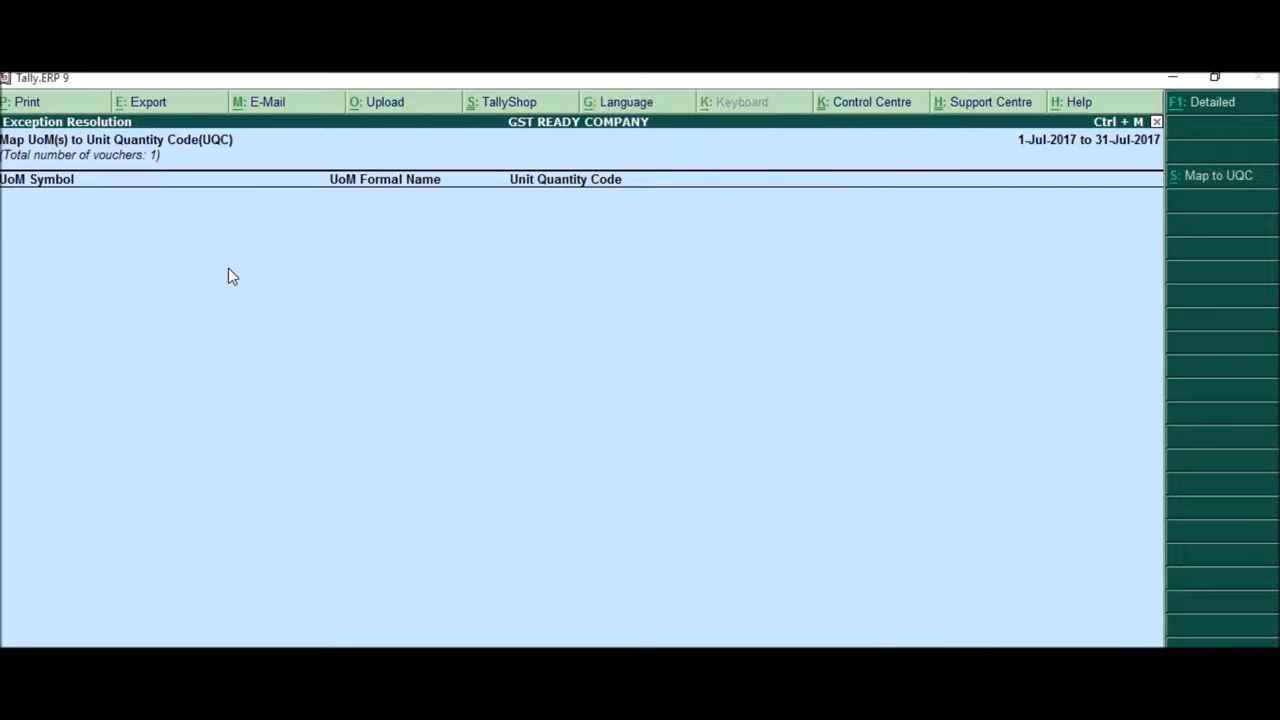 Tally.ERP 9
P: Print E: Export M: E-Mail O: Upload S: TallyShop G: Language K: Keyboard K: Control Centre H: Support Centre H: Help F1: Detailed
Exception Resolution GST READY COMPANY Ctrl + M
Map UoM(s) to Unit Quantity Code(UQC) 1-Jul-2017 to 31-Jul-2017
(Total number of vouchers: 1)
S: Map to UQC
UoM Symbol UoM Formal Name Unit Quantity Code